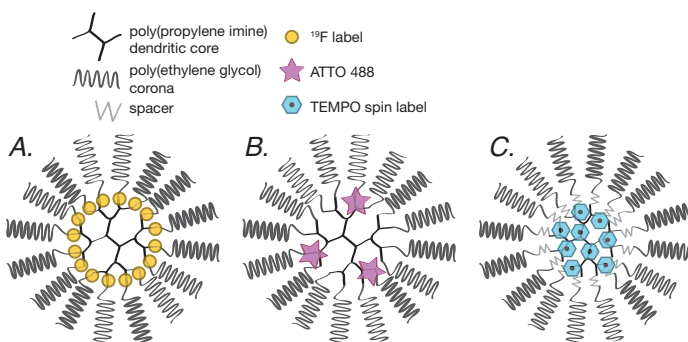 poly(propylene imine)
dendritic core
poly(ethylene glycol)
corona
spacer
¹⁹F label
ATTO 488
TEMPO spin label
A.
B.
C.